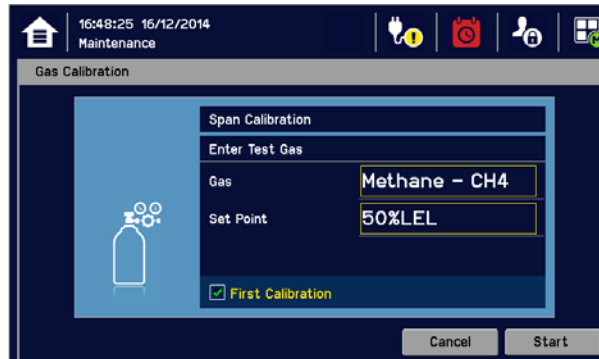 16:48:25 16/12/2014
Maintenance
Gas Calibration
Span Calibration
Enter Test Gas
Gas Methane - CH4
Set Point 50%LEL
First Calibration
Cancel Start